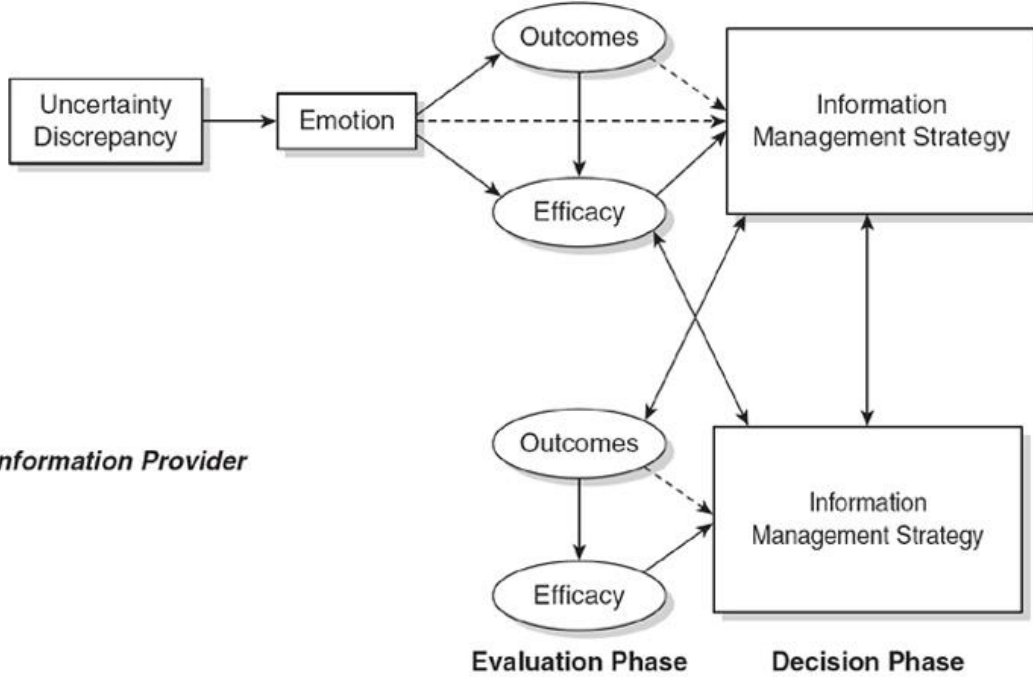 Outcomes
Uncertainty
Discrepancy
Emotion
Information
Management Strategy
Efficacy
Outcomes
nformation Provider
Information
Management Strategy
Efficacy
Evaluation Phase
Decision Phase